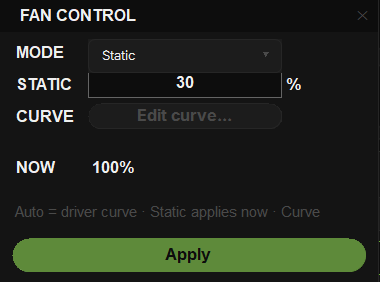 FAN CONTROL
MODE Static
STATIC 30 %
CURVE Edit curve...
NOW 100%
Auto = driver curve · Static applies now · Curve
Apply